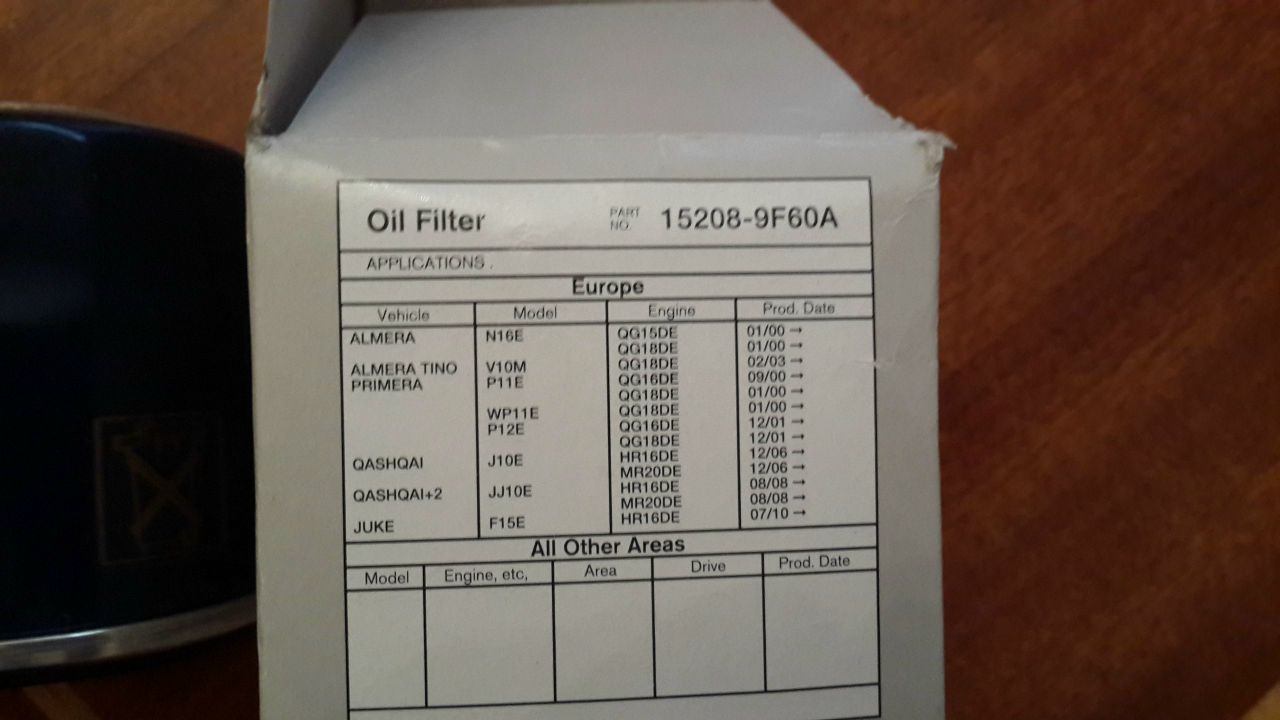 Oil Filter PART NO. 15208-9F60A
APPLICATIONS .
Europe
Vehicle Model Engine Prod. Date
ALMERA N16E QG15DE 01/00 →
QG18DE 01/00 →
ALMERA TINO V10M QG18DE 02/03 →
PRIMERA P11E QG16DE 09/00 →
QG18DE 01/00 →
WP11E QG18DE 01/00 →
P12E QG16DE 12/01 →
QG18DE 12/01 →
QASHQAI J10E HR16DE 12/06 →
MR20DE 12/06 →
QASHQAI+2 JJ10E HR16DE 08/08 →
MR20DE 08/08 →
JUKE F15E HR16DE 07/10 →
All Other Areas
Model Engine, etc, Area Drive Prod. Date